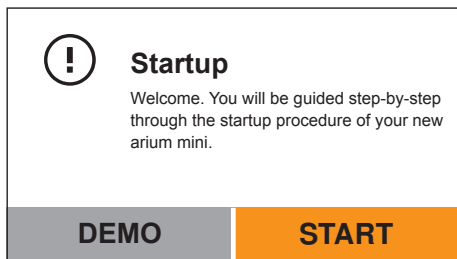 Startup
Welcome. You will be guided step-by-step
through the startup procedure of your new
arium mini.
DEMO START